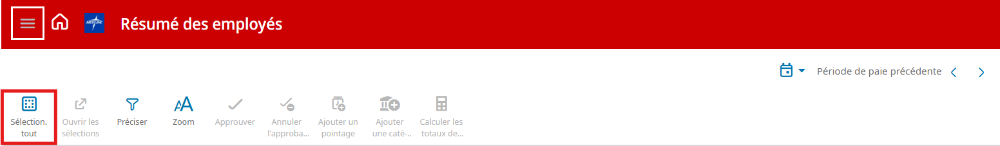 MEDLINE
Résumé des employés
Période de paie précédente
Sélection. tout
Ouvrir les sélections
Préciser
Zoom
Approuver
Annuler l'approba...
Ajouter un pointage
Ajouter une caté-..
Calculer les totaux de...